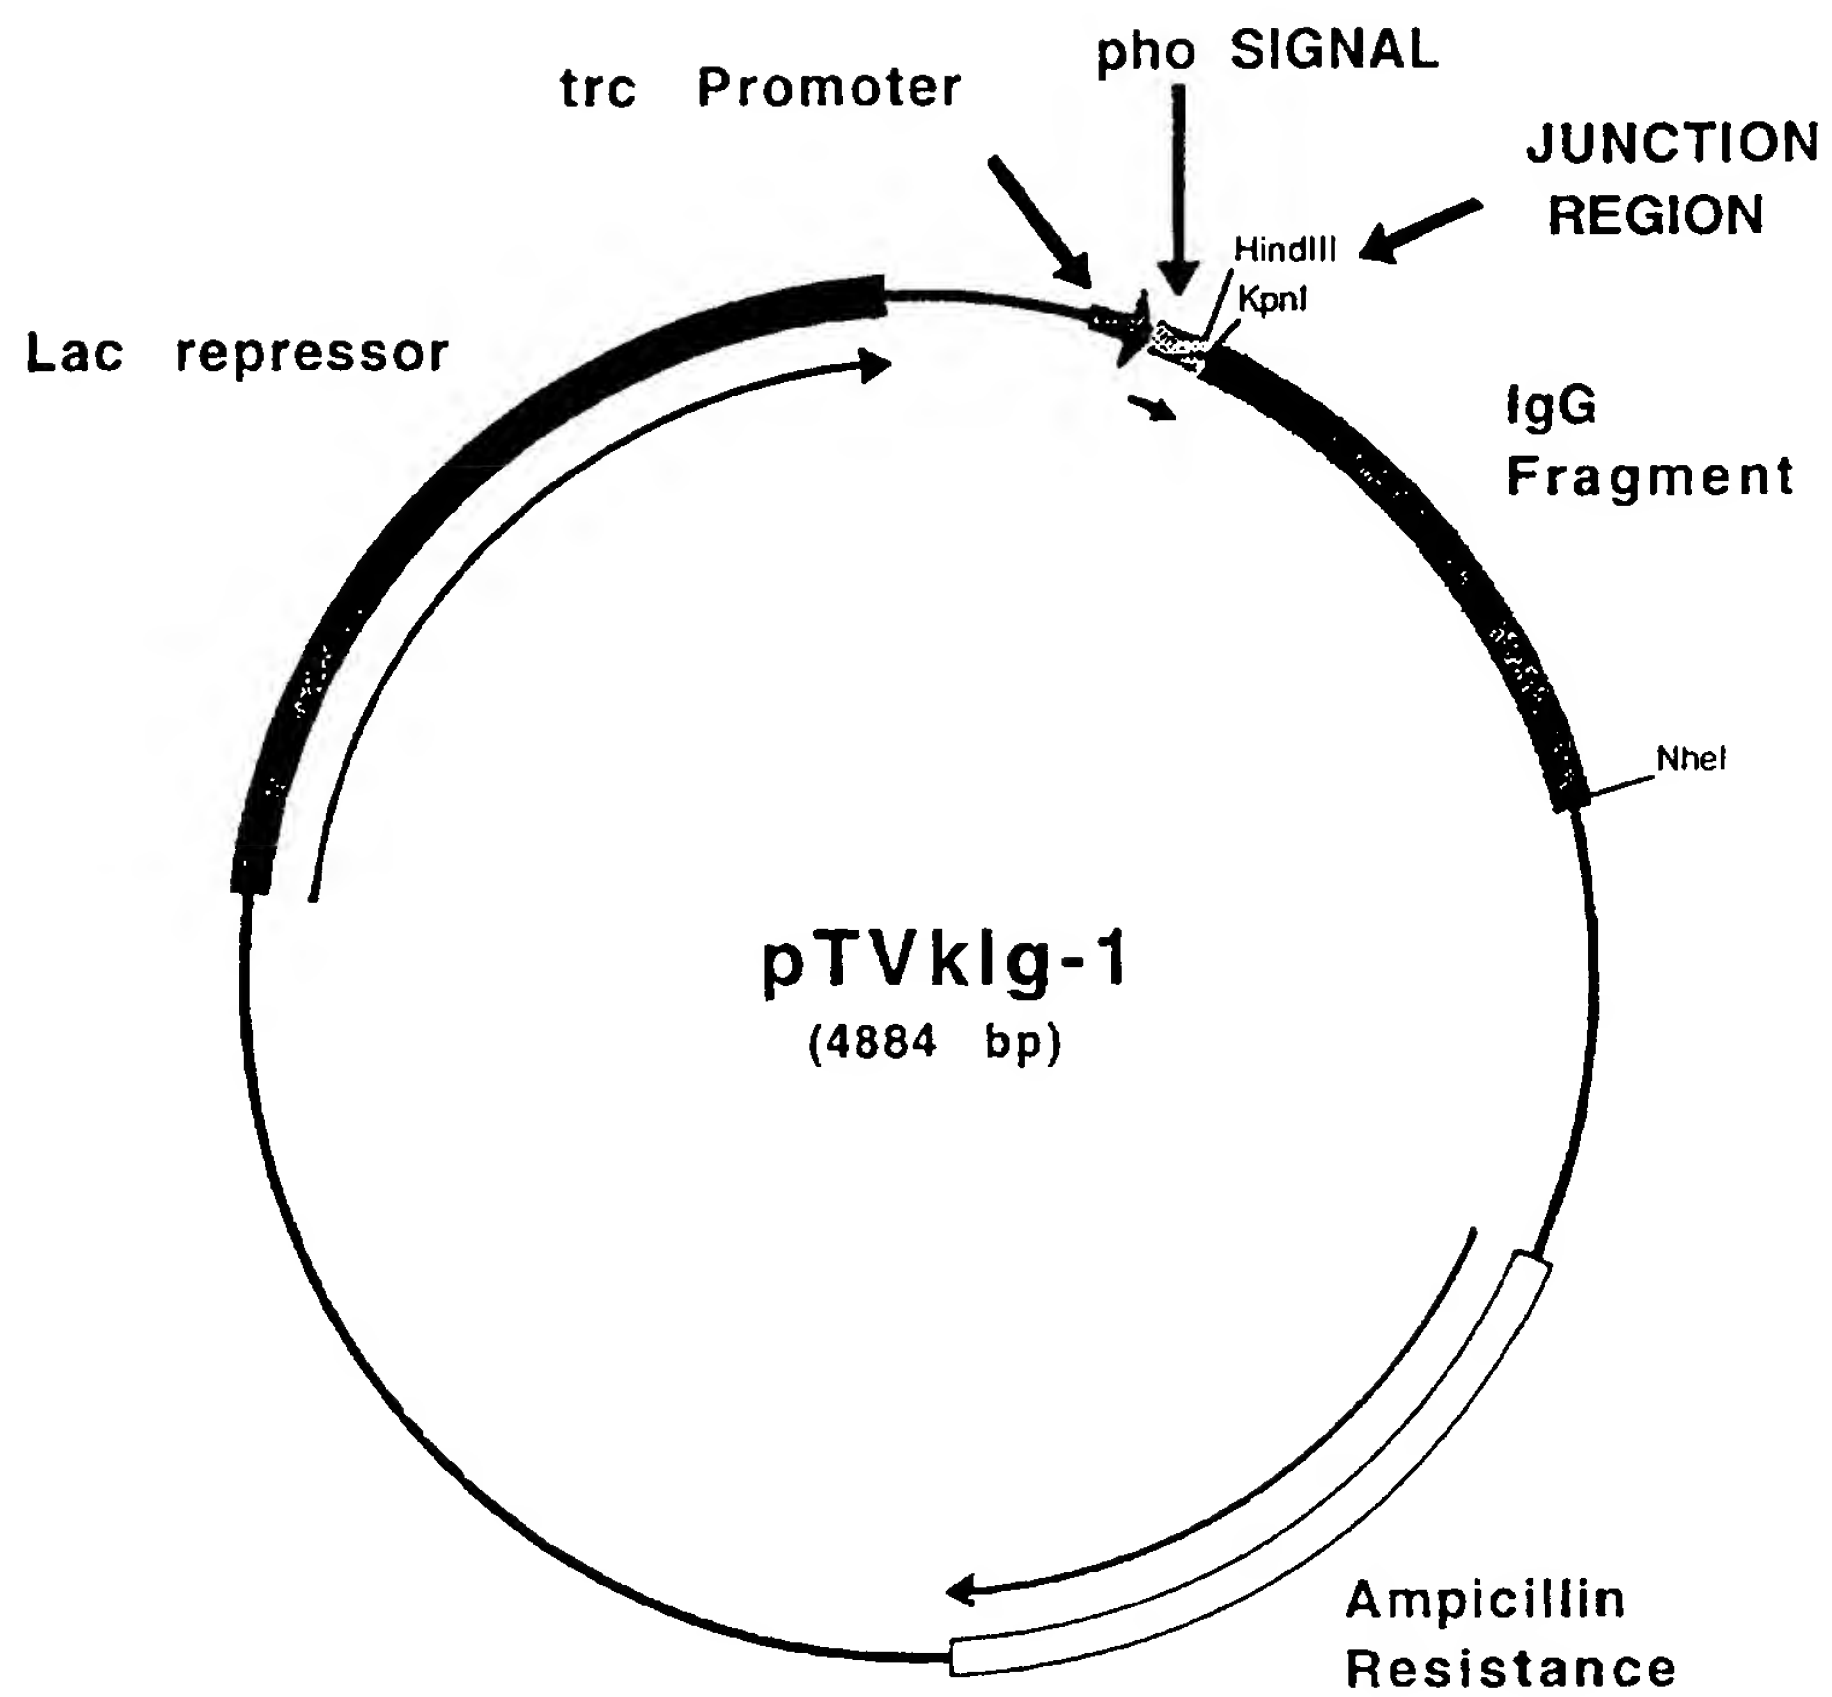 pho SIGNAL
trc Promoter
JUNCTION
REGION
HindIII
KpnI
Lac repressor
IgG
Fragment
NheI
pTVkIg-1
(4884 bp)
Ampicillin
Resistance